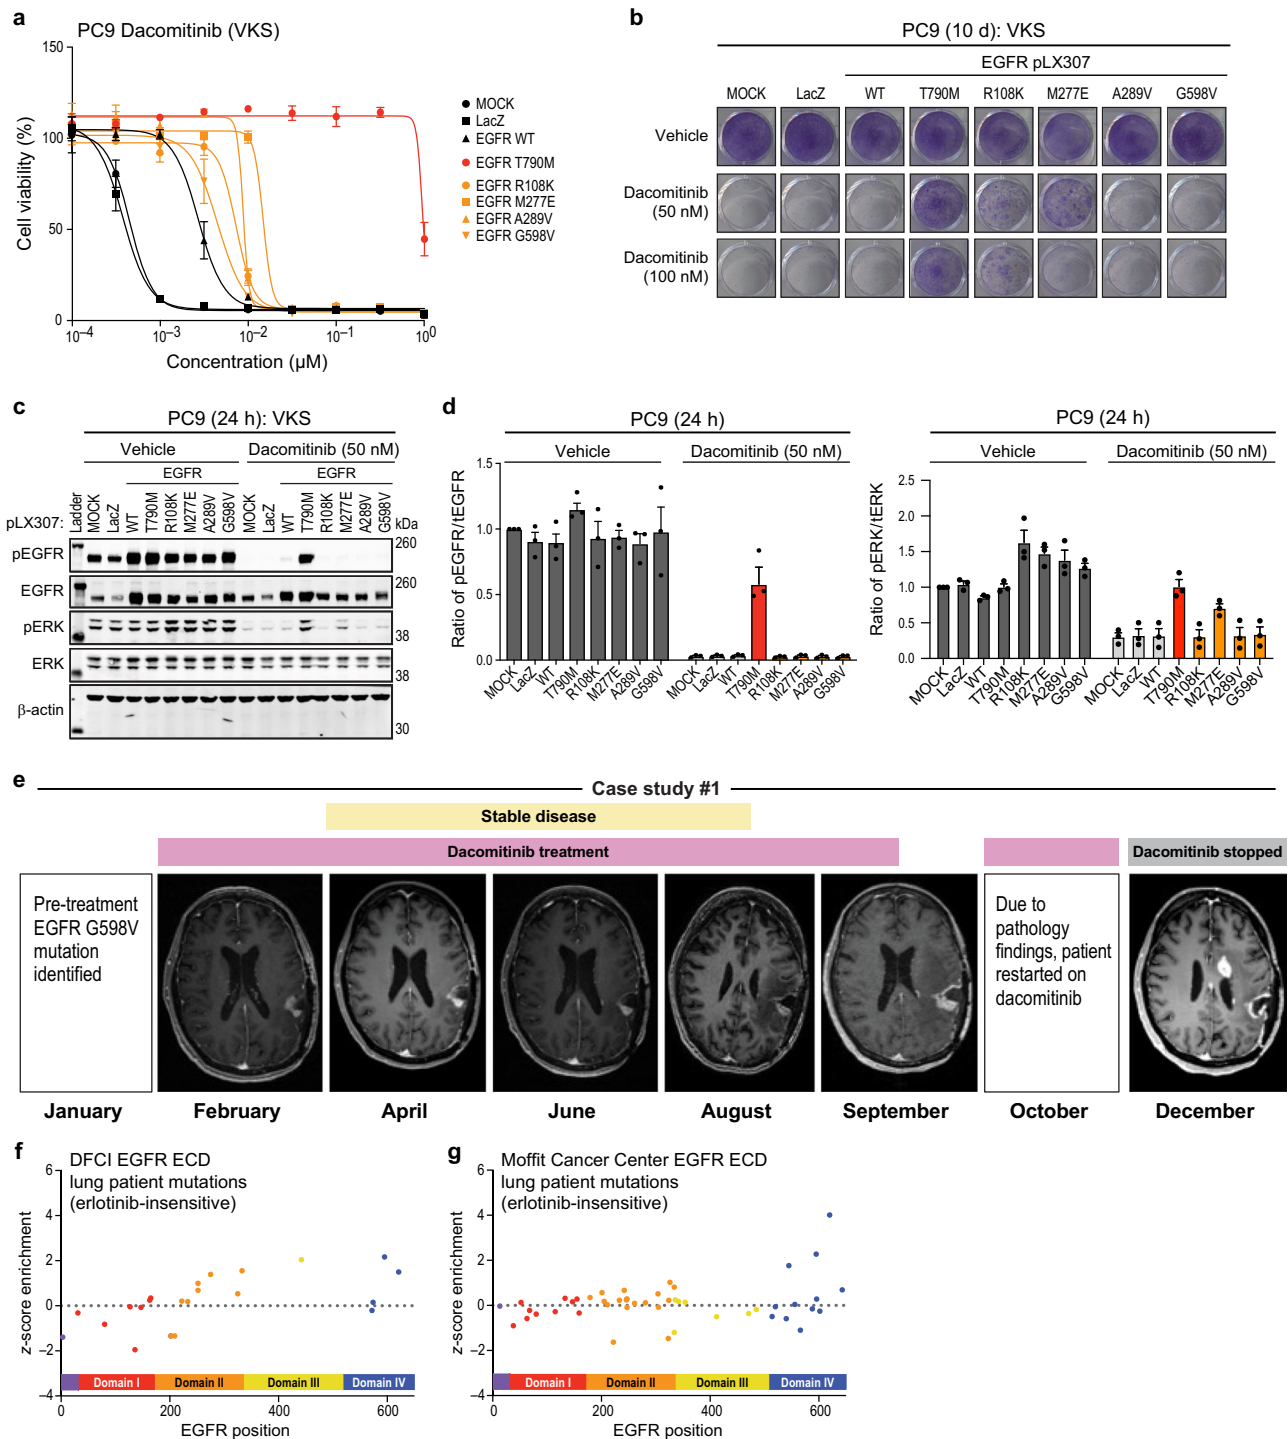 a
PC9 Dacomitinib (VKS)
150
100
50
0
Cell viability (%)
10–4
10–3
10–2
10–1
100
Concentration (μM)
MOCK
LacZ
EGFR WT
EGFR T790M
EGFR R108K
EGFR M277E
EGFR A289V
EGFR G598V
b
PC9 (10 d): VKS
EGFR pLX307
MOCK LacZ WT T790M R108K M277E A289V G598V
Vehicle
Dacomitinib
(50 nM)
Dacomitinib
(100 nM)
c
PC9 (24 h): VKS
Vehicle Dacomitinib (50 nM)
EGFR EGFR
pLX307: Ladder MOCK LacZ WT T790M R108K M277E A289V G598V MOCK LacZ WT T790M R108K M277E A289V G598V kDa
pEGFR 260
EGFR 260
pERK 38
ERK 38
β-actin 30
d
PC9 (24 h)
Vehicle Dacomitinib (50 nM)
1.5
1.0
0.5
0.0
Ratio of pEGFR/tEGFR
MOCK LacZ WT T790M R108K M277E A289V G598V MOCK LacZ WT T790M R108K M277E A289V G598V
PC9 (24 h)
Vehicle Dacomitinib (50 nM)
2.5
2.0
1.5
1.0
0.5
0.0
Ratio of pERK/tERK
MOCK LacZ WT T790M R108K M277E A289V G598V MOCK LacZ WT T790M R108K M277E A289V G598V
e
Case study #1
Stable disease
Dacomitinib treatment
Dacomitinib stopped
Pre-treatment
EGFR G598V
mutation
identified
Due to
pathology
findings, patient
restarted on
dacomitinib
January February April June August September October December
f
DFCI EGFR ECD
lung patient mutations
(erlotinib-insensitive)
6
4
2
0
–2
–4
z-score enrichment
Domain I Domain II Domain III Domain IV
0 200 400 600
EGFR position
g
Moffit Cancer Center EGFR ECD
lung patient mutations
(erlotinib-insensitive)
6
4
2
0
–2
–4
z-score enrichment
Domain I Domain II Domain III Domain IV
0 200 400 600
EGFR position